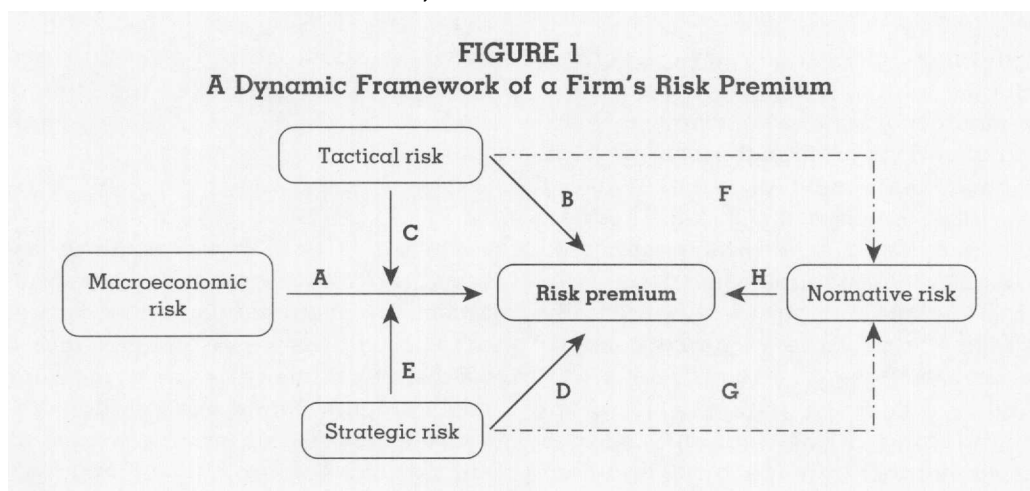 FIGURE 1
A Dynamic Framework of a Firm's Risk Premium
Tactical risk
B
F
C
Macroeconomic
risk
A
Risk premium
H
Normative risk
E
D
G
Strategic risk